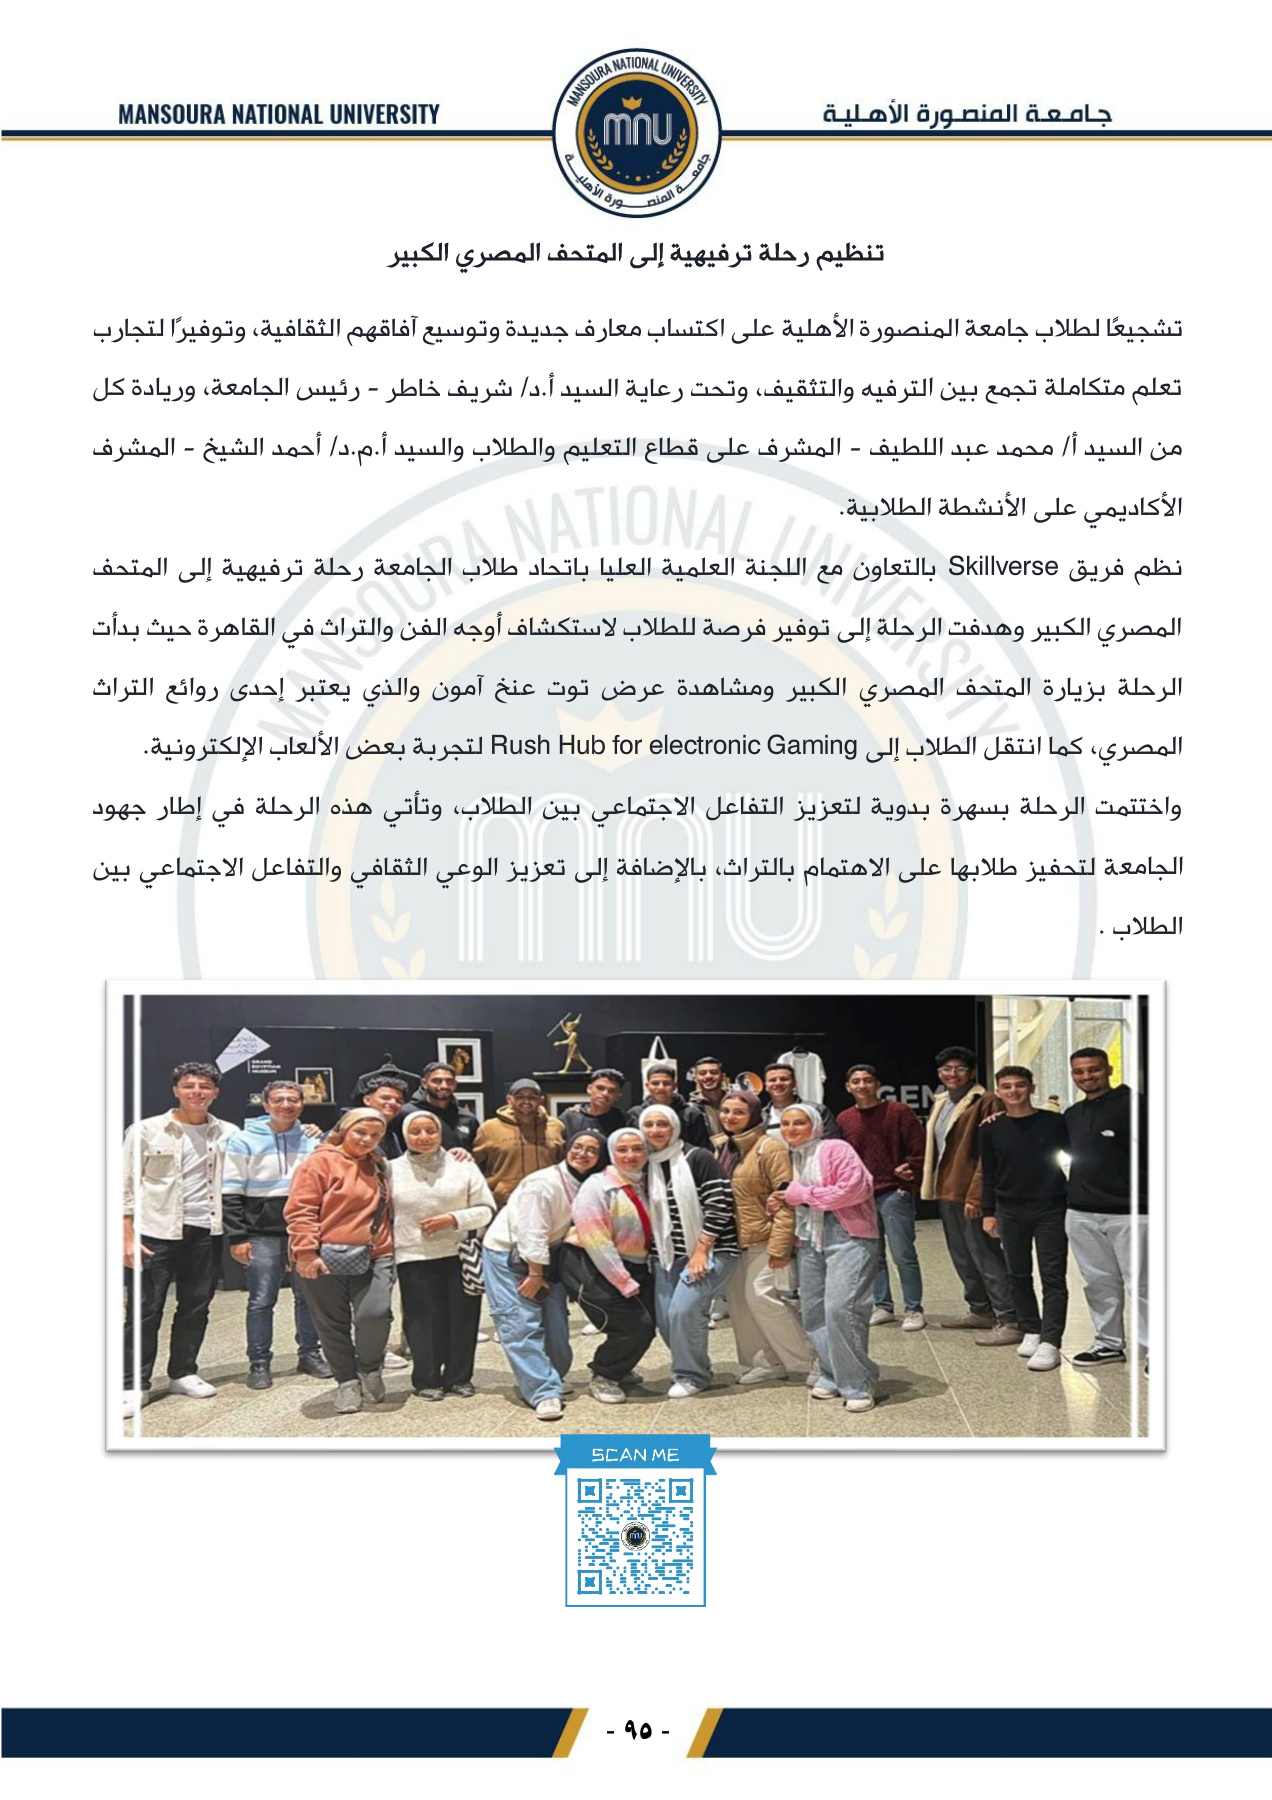 MANSOURA NATIONAL UNIVERSITY
جامعة المنصورة الأهلية
MANSOURA NATIONAL UNIVERSITY
mnu
جامعة المنصورة الأهلية
تنظيم رحلة ترفيهية إلى المتحف المصري الكبير
تشجيعًا لطلاب جامعة المنصورة الأهلية على اكتساب معارف جديدة وتوسيع آفاقهم الثقافية، وتوفيرًا لتجارب
تعلم متكاملة تجمع بين الترفيه والتثقيف، وتحت رعاية السيد أ.د/ شريف خاطر - رئيس الجامعة، وريادة كل
من السيد أ/ محمد عبد اللطيف - المشرف على قطاع التعليم والطلاب والسيد أ.م.د/ أحمد الشيخ - المشرف
الأكاديمي على الأنشطة الطلابية.
نظم فريق Skillverse بالتعاون مع اللجنة العلمية العليا باتحاد طلاب الجامعة رحلة ترفيهية إلى المتحف
المصري الكبير وهدفت الرحلة إلى توفير فرصة للطلاب لاستكشاف أوجه الفن والتراث في القاهرة حيث بدأت
الرحلة بزيارة المتحف المصري الكبير ومشاهدة عرض توت عنخ آمون والذي يعتبر إحدى روائع التراث
المصري، كما انتقل الطلاب إلى Rush Hub for electronic Gaming لتجربة بعض الألعاب الإلكترونية.
واختتمت الرحلة بسهرة بدوية لتعزيز التفاعل الاجتماعي بين الطلاب، وتأتي هذه الرحلة في إطار جهود
الجامعة لتحفيز طلابها على الاهتمام بالتراث، بالإضافة إلى تعزيز الوعي الثقافي والتفاعل الاجتماعي بين
الطلاب .
MANSOURA NATIONAL UNIVERSITY
mnu
GRAND
EGYPTIAN
MUSEUM
GEM
SCAN ME
mnu
- ٩٥ -